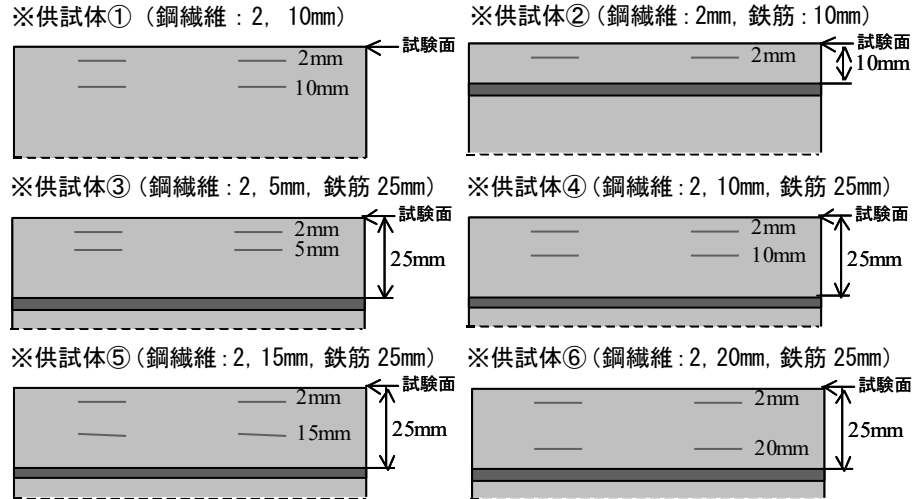 ※供試体① (鋼繊維：2, 10mm)
試験面
2mm
10mm
※供試体② (鋼繊維：2mm, 鉄筋：10mm)
試験面
2mm
10mm
※供試体③ (鋼繊維：2, 5mm, 鉄筋 25mm)
試験面
2mm
5mm
25mm
※供試体④ (鋼繊維：2, 10mm, 鉄筋 25mm)
試験面
2mm
10mm
25mm
※供試体⑤ (鋼繊維：2, 15mm, 鉄筋 25mm)
試験面
2mm
15mm
25mm
※供試体⑥ (鋼繊維：2, 20mm, 鉄筋 25mm)
試験面
2mm
20mm
25mm